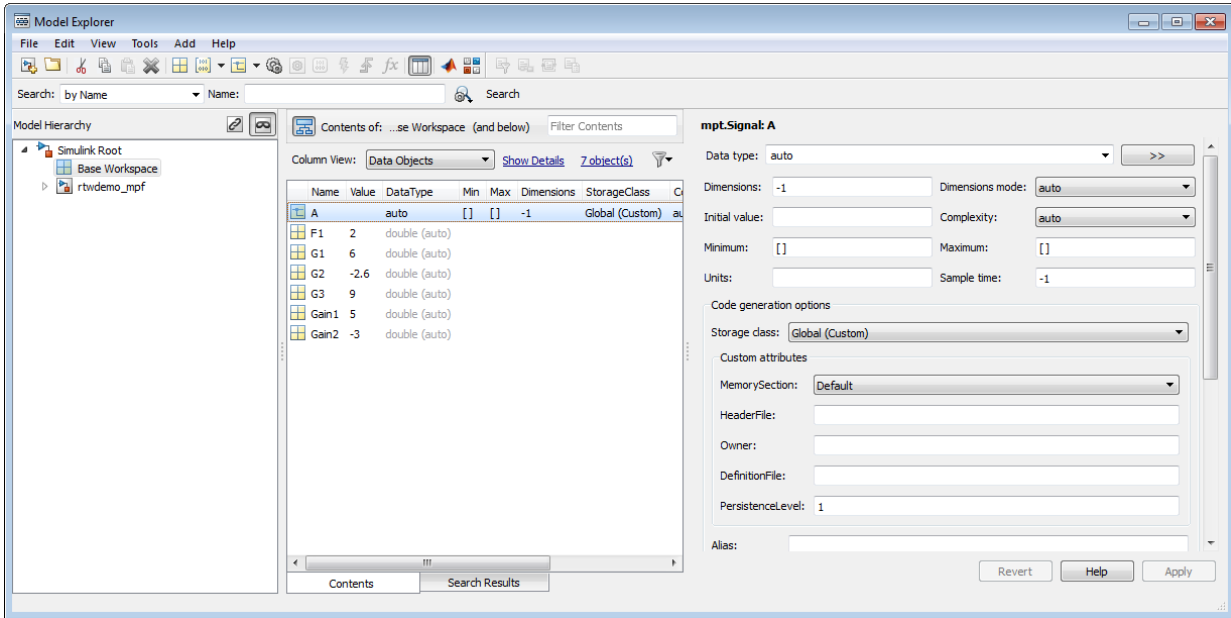 Model Explorer
File Edit View Tools Add Help
Search: by Name Name: Search
Model Hierarchy
Simulink Root
Base Workspace
rtwdemo_mpf
Contents of: ...se Workspace (and below) Filter Contents
Column View: Data Objects Show Details 7 object(s)
Name Value DataType Min Max Dimensions StorageClass
A auto [] [] -1 Global (Custom) au
F1 2 double (auto)
G1 6 double (auto)
G2 -2.6 double (auto)
G3 9 double (auto)
Gain1 5 double (auto)
Gain2 -3 double (auto)
Contents Search Results
mpt.Signal: A
Data type: auto >>
Dimensions: -1 Dimensions mode: auto
Initial value: Complexity: auto
Minimum: [] Maximum: []
Units: Sample time: -1
Code generation options
Storage class: Global (Custom)
Custom attributes
MemorySection: Default
HeaderFile:
Owner:
DefinitionFile:
PersistenceLevel: 1
Alias:
Revert Help Apply